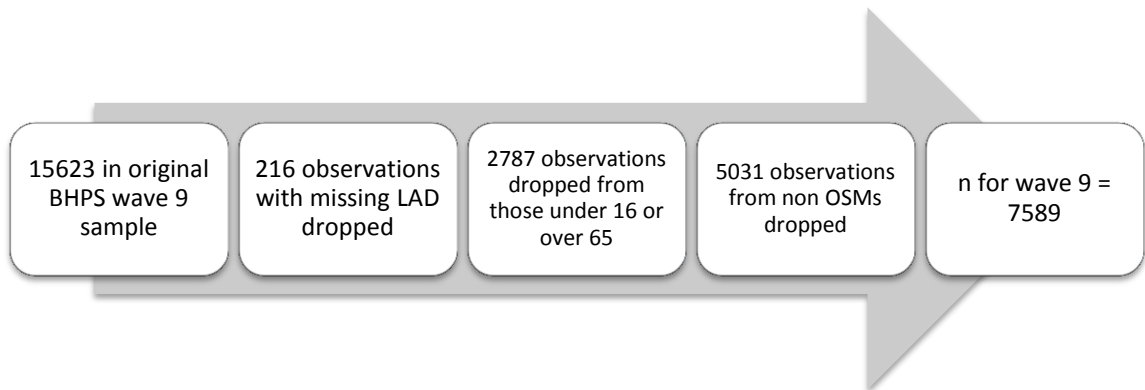 15623 in original
BHPS wave 9
sample
216 observations
with missing LAD
dropped
2787 observations
dropped from
those under 16 or
over 65
5031 observations
from non OSMs
dropped
n for wave 9 =
7589